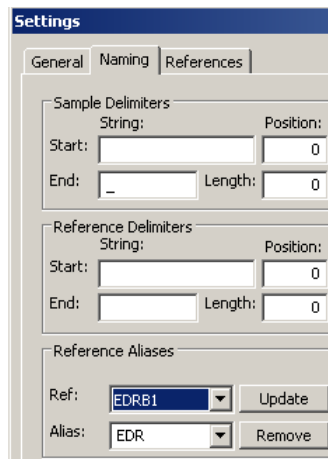 Settings
General Naming References
Sample Delimiters
String: Position:
Start: 0
End: _ Length: 0
Reference Delimiters
String: Position:
Start: 0
End: Length: 0
Reference Aliases
Ref: EDRB1 Update
Alias: EDR Remove